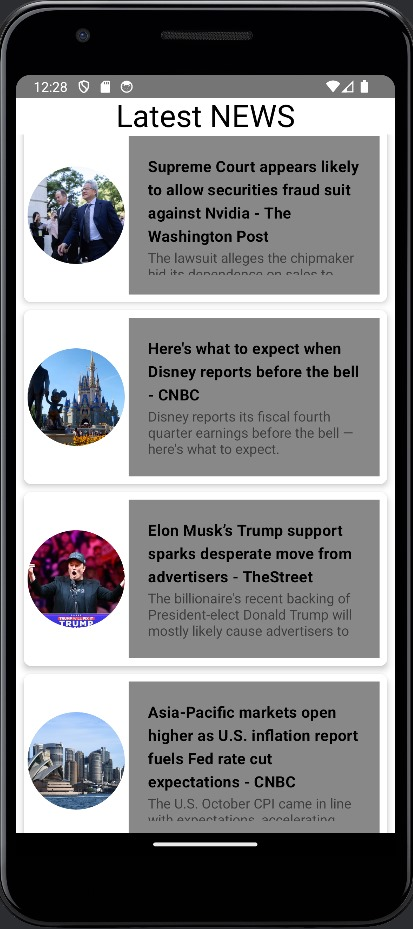 12:28
Latest NEWS
Supreme Court appears likely
to allow securities fraud suit
against Nvidia - The
Washington Post
The lawsuit alleges the chipmaker
hid its dependence on sales to
Here's what to expect when
Disney reports before the bell
- CNBC
Disney reports its fiscal fourth
quarter earnings before the bell —
here's what to expect.
Elon Musk’s Trump support
sparks desperate move from
advertisers - TheStreet
The billionaire's recent backing of
President-elect Donald Trump will
mostly likely cause advertisers to
TRUMP
Asia-Pacific markets open
higher as U.S. inflation report
fuels Fed rate cut
expectations - CNBC
The U.S. October CPI came in line
with expectations, accelerating